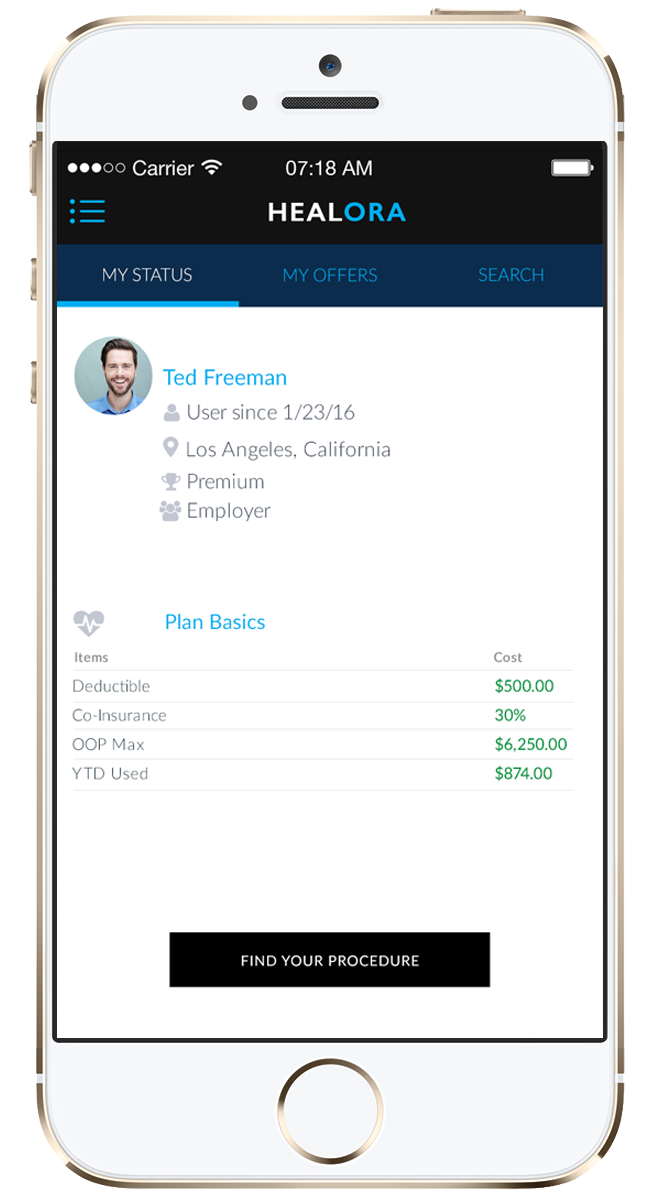 Carrier 07:18 AM
HEALORA
MY STATUS MY OFFERS SEARCH
Ted Freeman
User since 1/23/16
Los Angeles, California
Premium
Employer
Plan Basics
Items Cost
Deductible $500.00
Co-Insurance 30%
OOP Max $6,250.00
YTD Used $874.00
FIND YOUR PROCEDURE